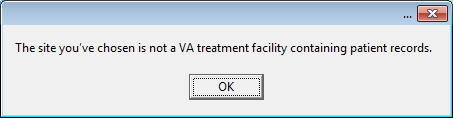 ...
The site you've chosen is not a VA treatment facility containing patient records.
OK